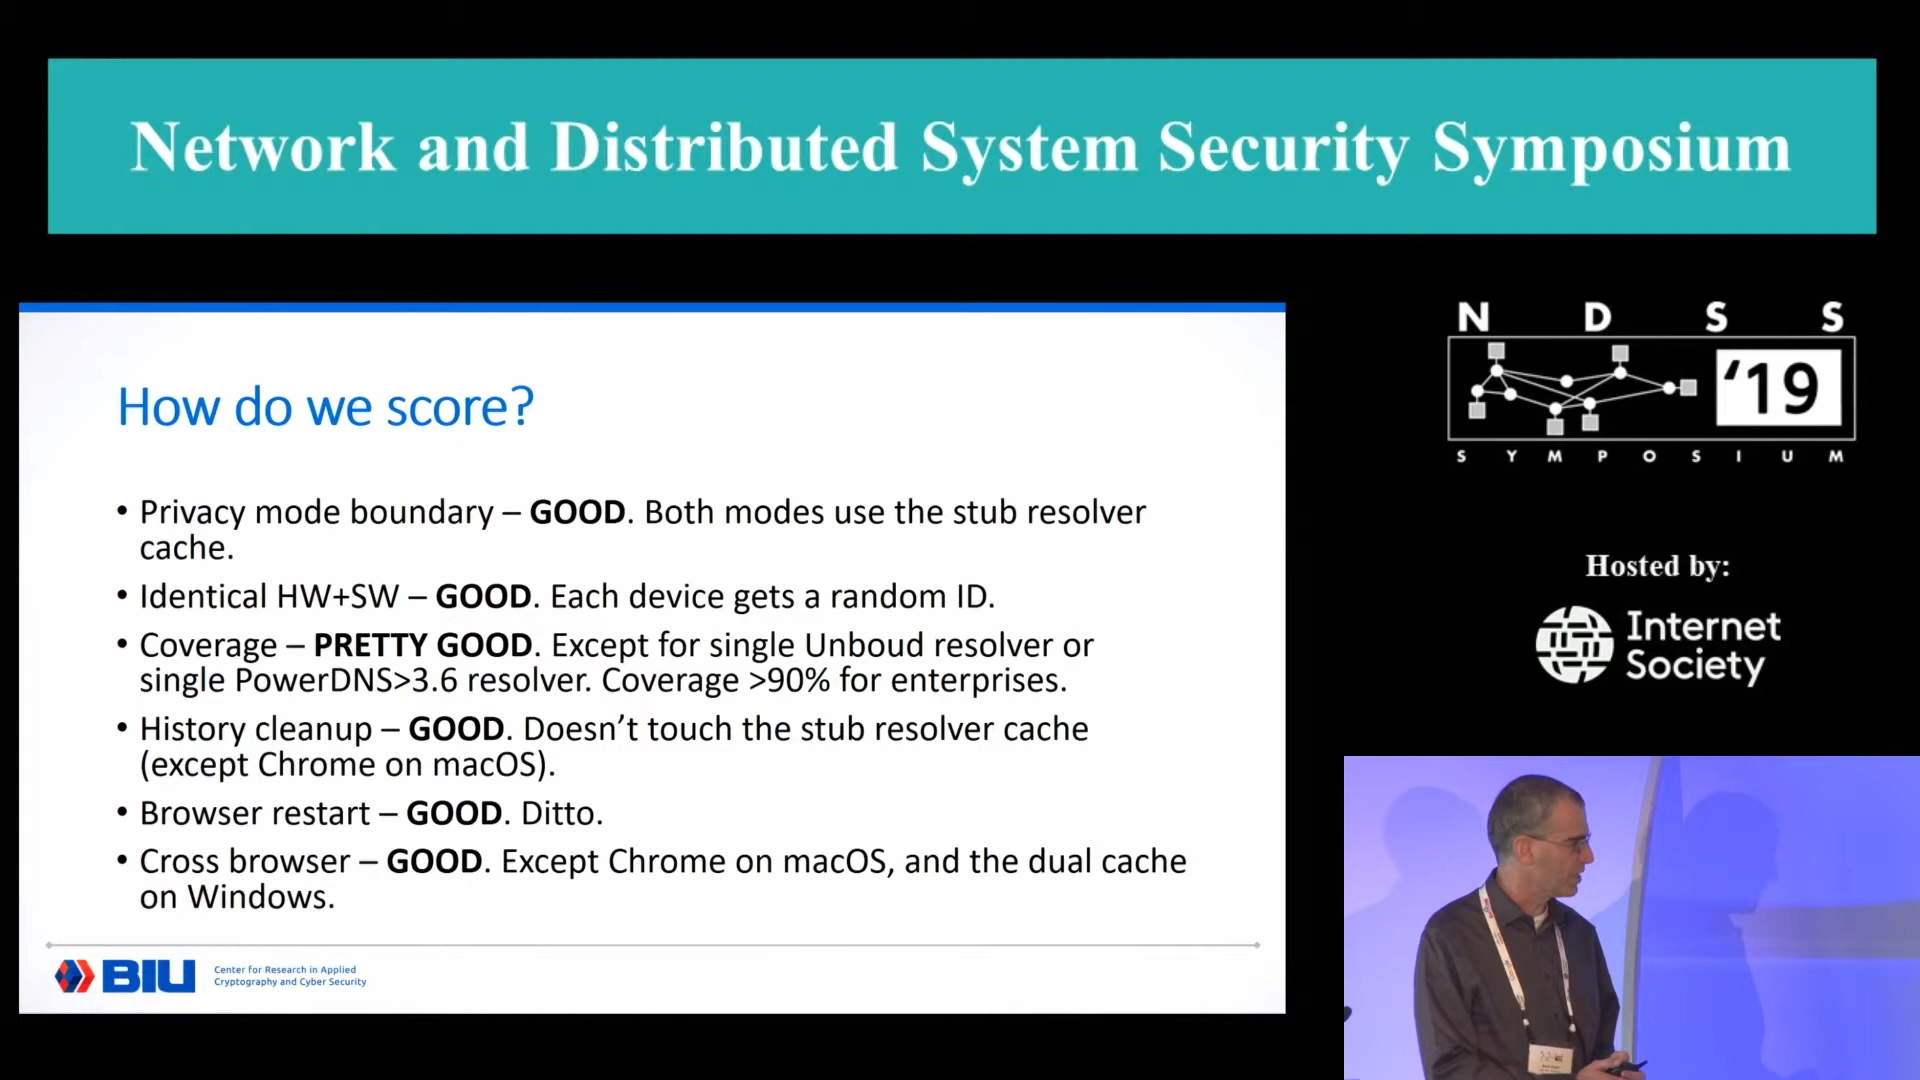 Network and Distributed System Security Symposium
N D S S
'19
S Y M P O S I U M
Hosted by:
Internet
Society
How do we score?
• Privacy mode boundary – GOOD. Both modes use the stub resolver
cache.
• Identical HW+SW – GOOD. Each device gets a random ID.
• Coverage – PRETTY GOOD. Except for single Unboud resolver or
single PowerDNS>3.6 resolver. Coverage >90% for enterprises.
• History cleanup – GOOD. Doesn't touch the stub resolver cache
(except Chrome on macOS).
• Browser restart – GOOD. Ditto.
• Cross browser – GOOD. Except Chrome on macOS, and the dual cache
on Windows.
BIU
Center for Research in Applied
Cryptography and Cyber Security